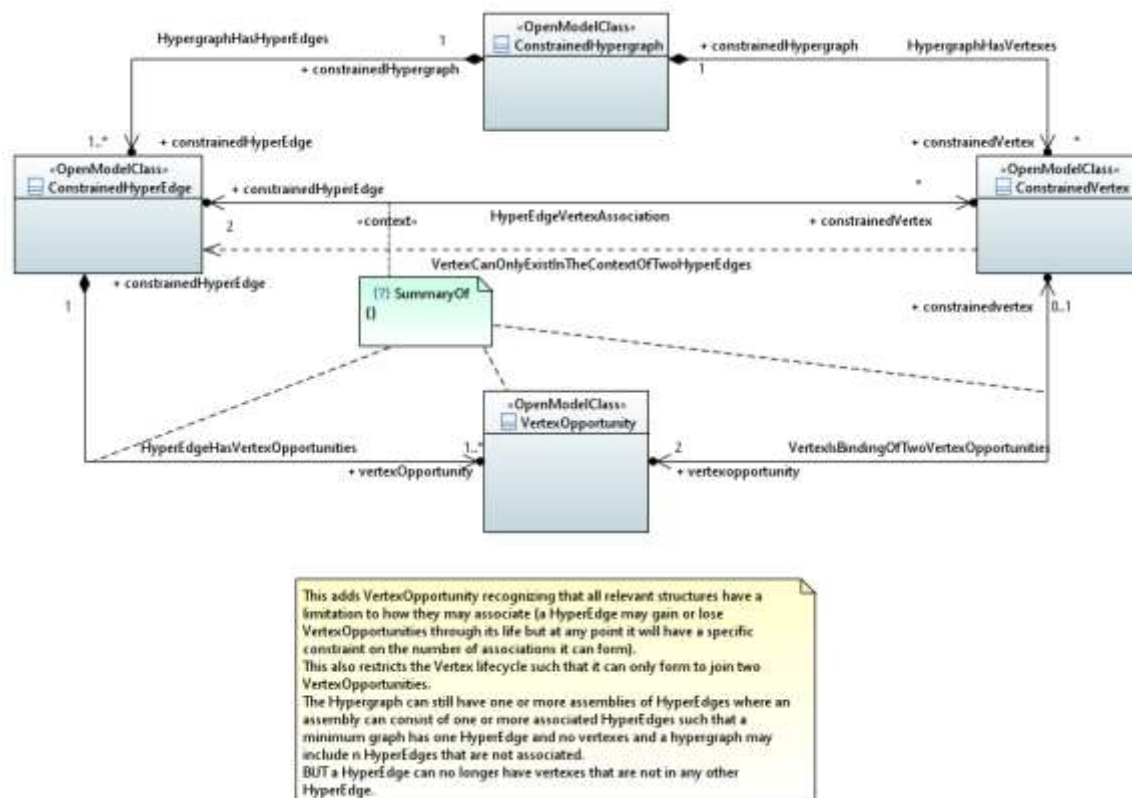 «OpenModelClass»
ConstrainedHypergraph
HypergraphHasHyperEdges
1
+ constrainedHypergraph
+ constrainedHypergraph
1
HypergraphHasVertexes
1..*
+ constrainedHyperEdge
+ constrainedVertex
*
«OpenModelClass»
ConstrainedHyperEdge
«OpenModelClass»
ConstrainedVertex
+ constrainedHyperEdge
*
2
«context»
HyperEdgeVertexAssociation
+ constrainedVertex
VertexCanOnlyExistInTheContextOfTwoHyperEdges
+ constrainedHyperEdge
1
{?} SummaryOf
{}
+ constrainedvertex
0..1
«OpenModelClass»
VertexOpportunity
HyperEdgeHasVertexOpportunities
1..*
+ vertexOpportunity
2
+ vertexopportunity
VertexIsBindingOfTwoVertexOpportunities
This adds VertexOpportunity recognizing that all relevant structures have a
limitation to how they may associate (a HyperEdge may gain or lose
VertexOpportunities through its life but at any point it will have a specific
constraint on the number of associations it can form).
This also restricts the Vertex lifecycle such that it can only form to join two
VertexOpportunities.
The Hypergraph can still have one or more assemblies of HyperEdges where an
assembly can consist of one or more associated HyperEdges such that a
minimum graph has one HyperEdge and no vertexes and a hypergraph may
include n HyperEdges that are not associated.
BUT a HyperEdge can no longer have vertexes that are not in any other
HyperEdge.